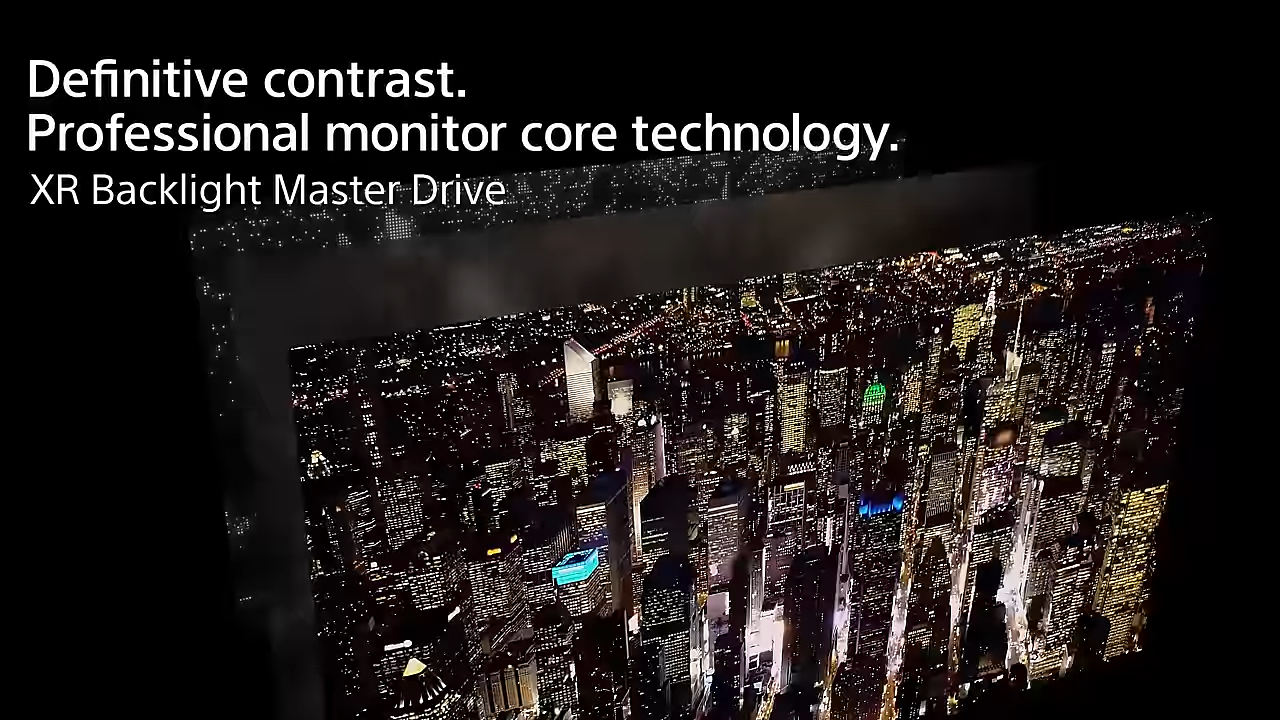 Definitive contrast.
Professional monitor core technology.
XR Backlight Master Drive